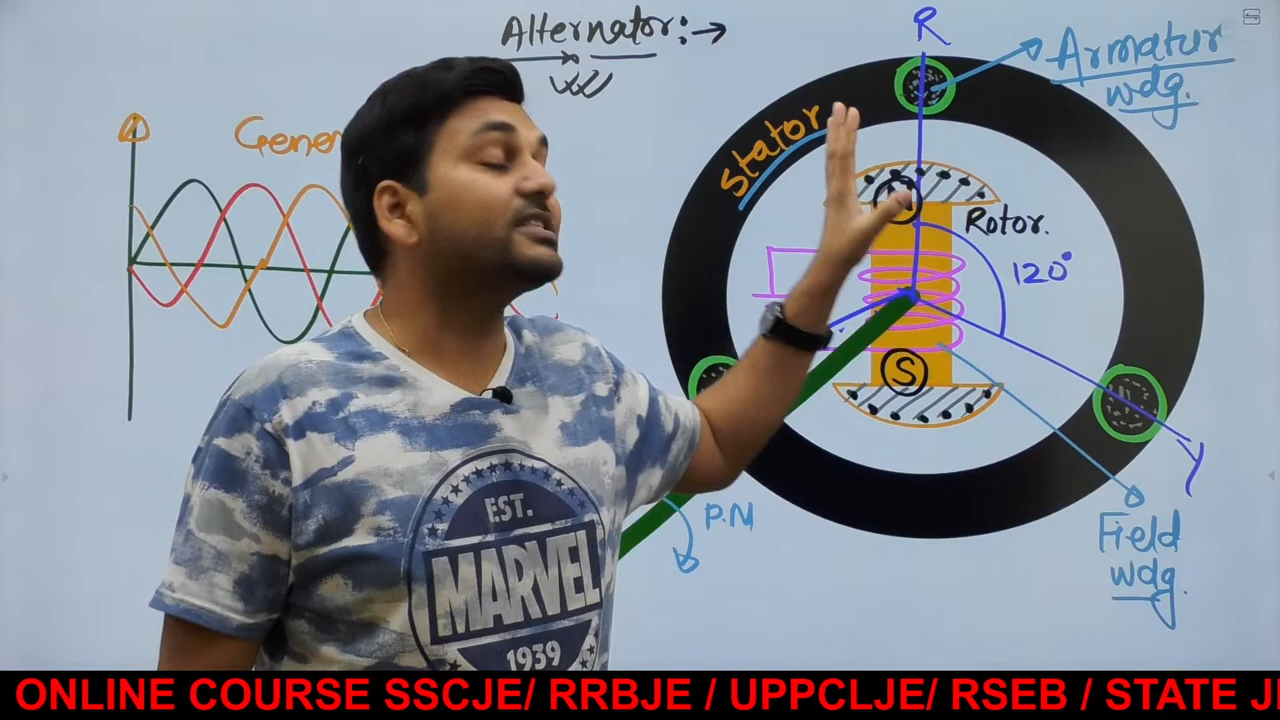 Alternator:→
R
Armatur
wdg.
Gener
Stator
N
Rotor.
120°
S
Y
P.M
Field
wdg.
EST.
MARVEL
1939
ONLINE COURSE SSCJE/ RRBJE / UPPCLJE/ RSEB / STATE JE